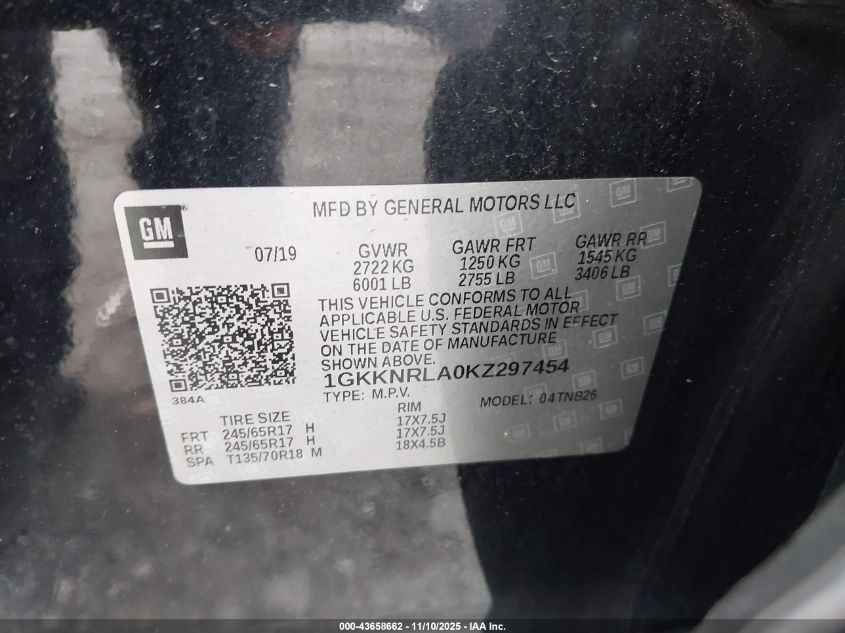 MFD BY GENERAL MOTORS LLC
GM
07/19
GVWR GAWR FRT GAWR RR
2722 KG 1250 KG 1545 KG
6001 LB 2755 LB 3406 LB
THIS VEHICLE CONFORMS TO ALL
APPLICABLE U.S. FEDERAL MOTOR
VEHICLE SAFETY STANDARDS IN EFFECT
ON THE DATE OF MANUFACTURE
SHOWN ABOVE.
1GKKNRLA0KZ297454
TYPE: M.P.V. MODEL: 04TNB26
384A
TIRE SIZE RIM
FRT 245/65R17 H 17X7.5J
RR 245/65R17 H 17X7.5J
SPA T135/70R18 M 18X4.5B
000-43658662 - 11/10/2025 - IAA Inc.